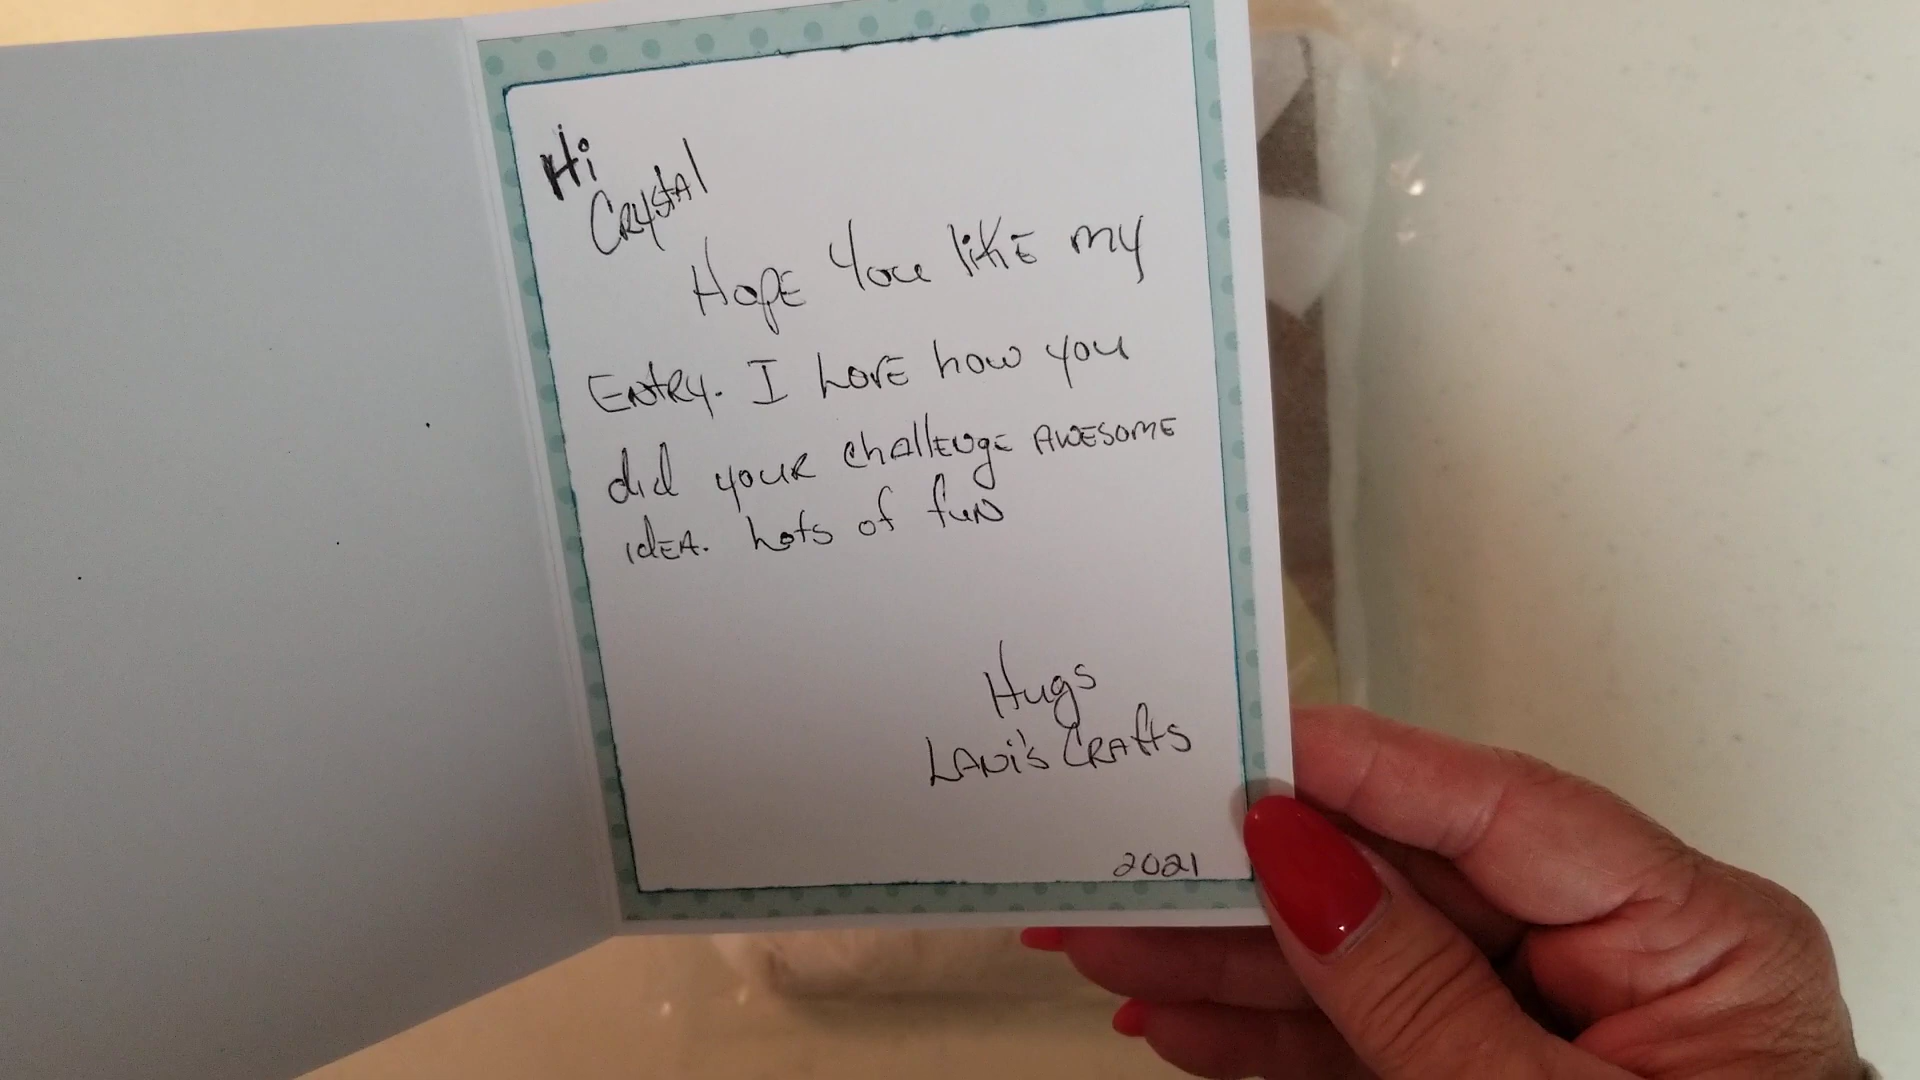 Hi
Crystal
Hope You like my
Entry. I Love how you
did your challenge AWESOME
idEA. Lots of fun
Hugs
Lani's Crafts
2021